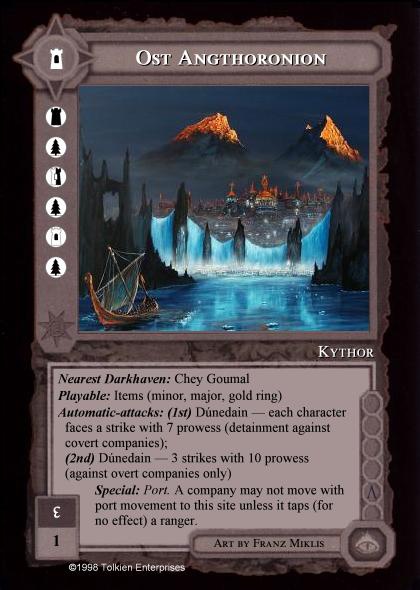 Ost Angthoronion
Kythor
Nearest Darkhaven: Chey Goumal
Playable: Items (minor, major, gold ring)
Automatic-attacks: (1st) Dúnedain — each character
faces a strike with 7 prowess (detainment against
covert companies);
(2nd) Dúnedain — 3 strikes with 10 prowess
(against overt companies only)
Special: Port. A company may not move with
port movement to this site unless it taps (for
no effect) a ranger.
1
Art by Franz Miklis
©1998 Tolkien Enterprises